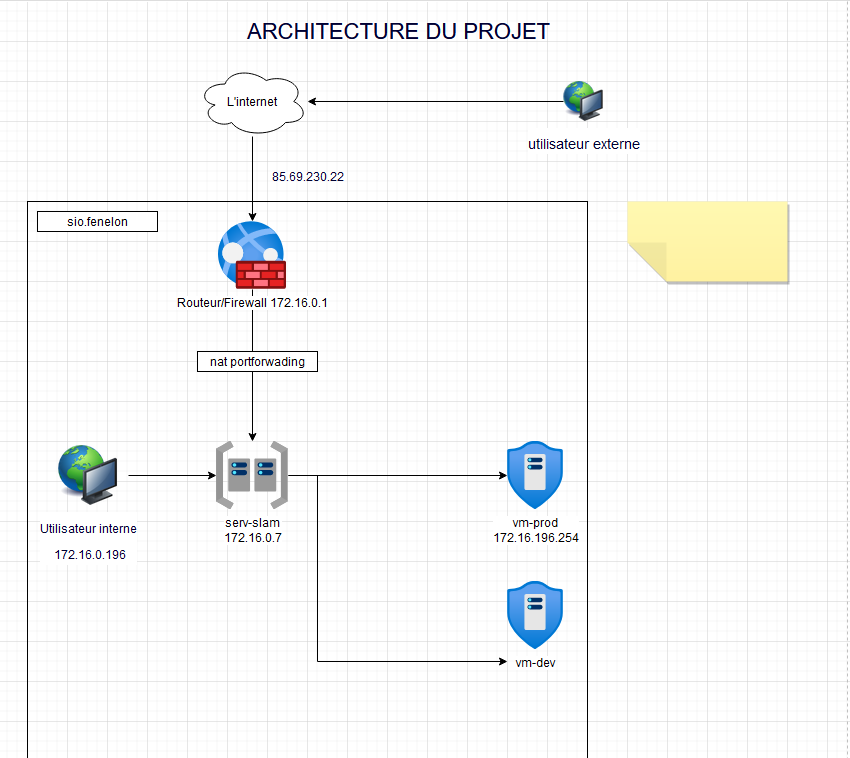 ARCHITECTURE DU PROJET
L'internet
utilisateur externe
85.69.230.22
sio.fenelon
Routeur/Firewall 172.16.0.1
nat portforwading
Utilisateur interne
172.16.0.196
serv-slam
172.16.0.7
vm-prod
172.16.196.254
vm-dev